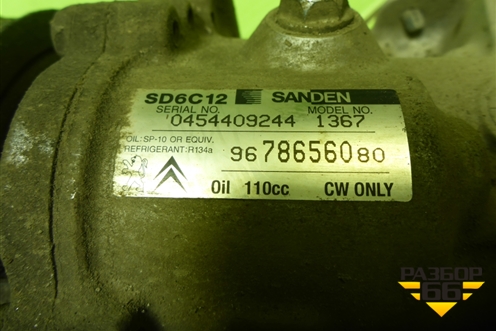 SD6C12 SANDEN
SERIAL NO. MODEL NO.
0454409244 1367
OIL:SP-10 OR EQUIV.
REFRIGERANT:R134a
9678656080
Oil 110cc CW ONLY
РАЗБОР
66